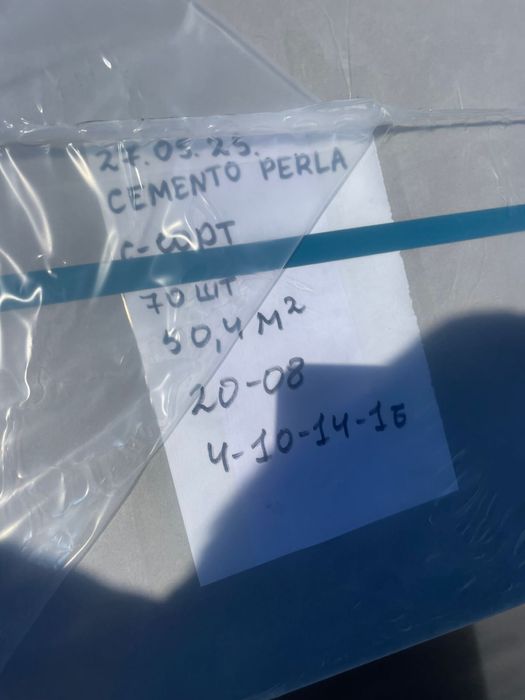 27.05.25.
CEMENTO PERLA
с-сорт
70 шт
50,4 м²
20-08
4-10-14-1Б